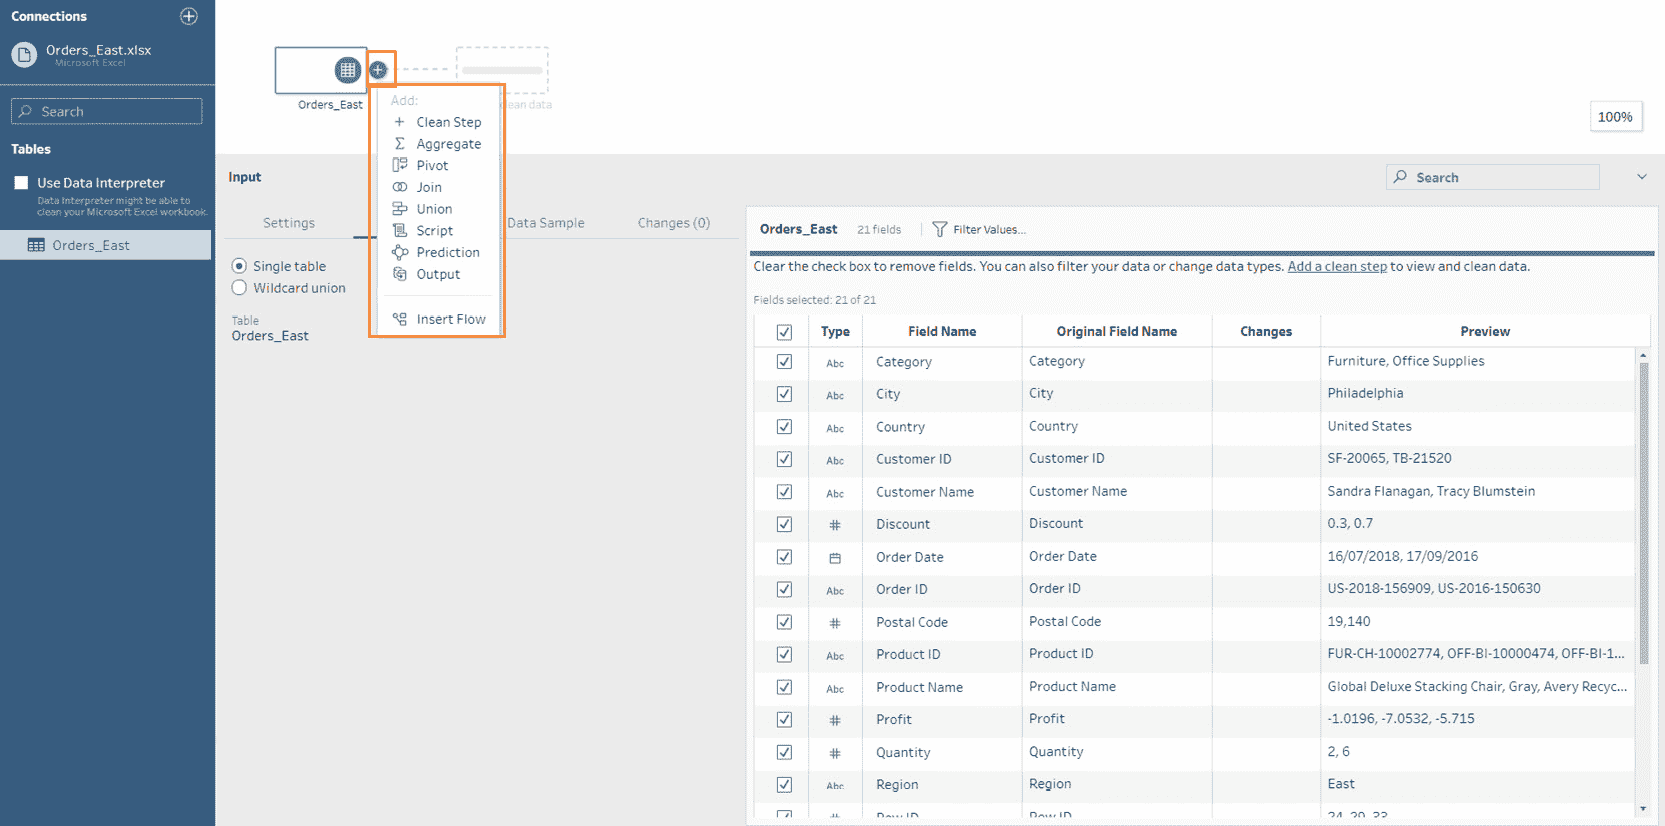 Connections
Orders_East.xlsx
Microsoft Excel
Search
Tables
Use Data Interpreter
Data Interpreter might be able to
clean your Microsoft Excel workbook.
Orders_East
Orders_East
Add:
Clean Step
Aggregate
Pivot
Join
Union
Script
Prediction
Output
Insert Flow
data
100%
Input
Search
Settings
Data Sample
Changes (0)
Single table
Wildcard union
Table
Orders_East
Orders_East 21 fields Filter Values...
Clear the check box to remove fields. You can also filter your data or change data types. Add a clean step to view and clean data.
Fields selected: 21 of 21
Type Field Name Original Field Name Changes Preview
Abc Category Category Furniture, Office Supplies
Abc City City Philadelphia
Abc Country Country United States
Abc Customer ID Customer ID SF-20065, TB-21520
Abc Customer Name Customer Name Sandra Flanagan, Tracy Blumstein
# Discount Discount 0.3, 0.7
Order Date Order Date 16/07/2018, 17/09/2016
Abc Order ID Order ID US-2018-156909, US-2016-150630
# Postal Code Postal Code 19,140
Abc Product ID Product ID FUR-CH-10002774, OFF-BI-10000474, OFF-BI-1...
Abc Product Name Product Name Global Deluxe Stacking Chair, Gray, Avery Recyc...
# Profit Profit -1.0196, -7.0532, -5.715
# Quantity Quantity 2, 6
Abc Region Region East
# Row ID Row ID 24, 29, 33